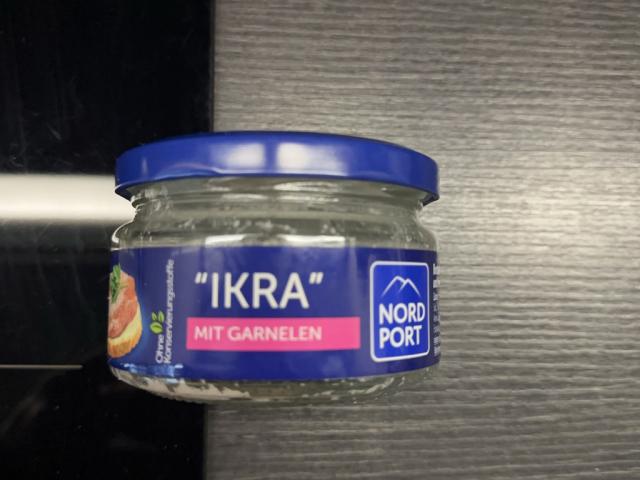 "IKRA"
MIT GARNELEN
Ohne
Konservierungsstoffe
NORD
PORT